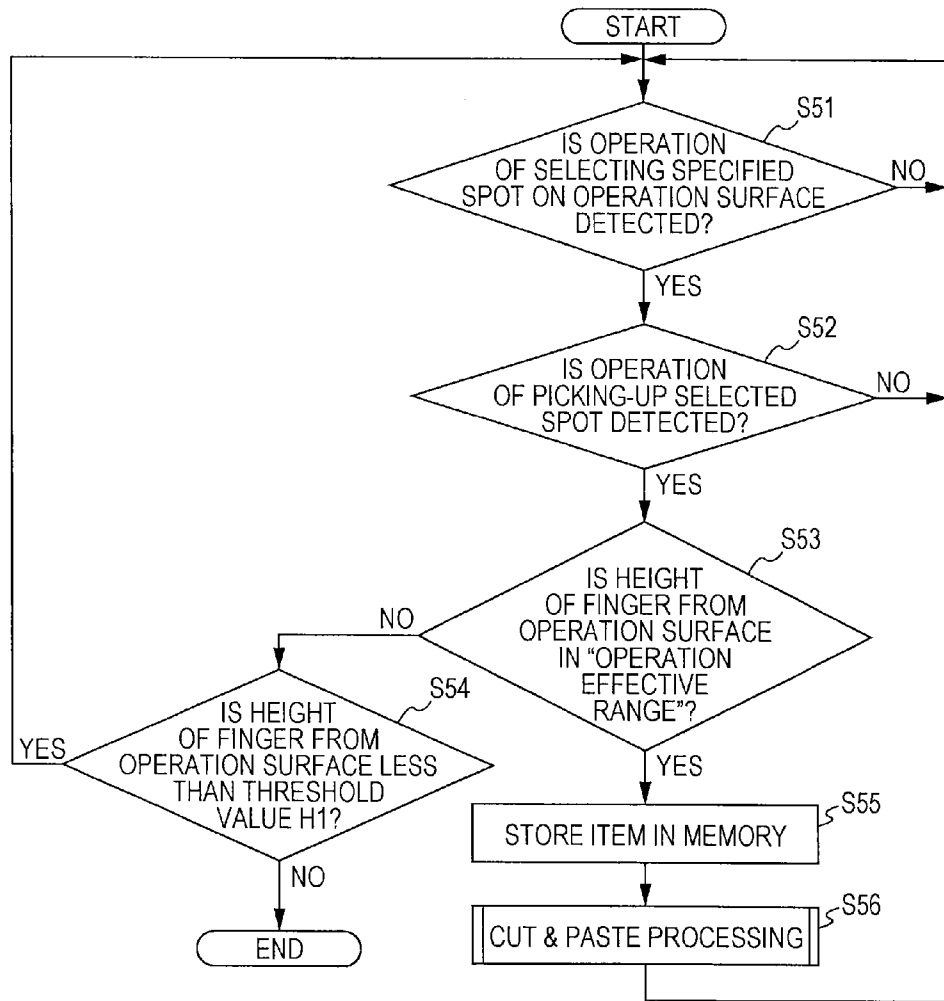 START
S51
IS OPERATION
OF SELECTING SPECIFIED
SPOT ON OPERATION SURFACE
DETECTED?
NO
YES
S52
IS OPERATION
OF PICKING-UP SELECTED
SPOT DETECTED?
NO
YES
S53
IS HEIGHT
OF FINGER FROM
OPERATION SURFACE
IN “OPERATION
EFFECTIVE
RANGE”?
NO
YES
S54
IS HEIGHT
OF FINGER FROM
OPERATION SURFACE LESS
THAN THRESHOLD
VALUE H1?
YES
NO
END
S55
STORE ITEM IN MEMORY
S56
CUT & PASTE PROCESSING